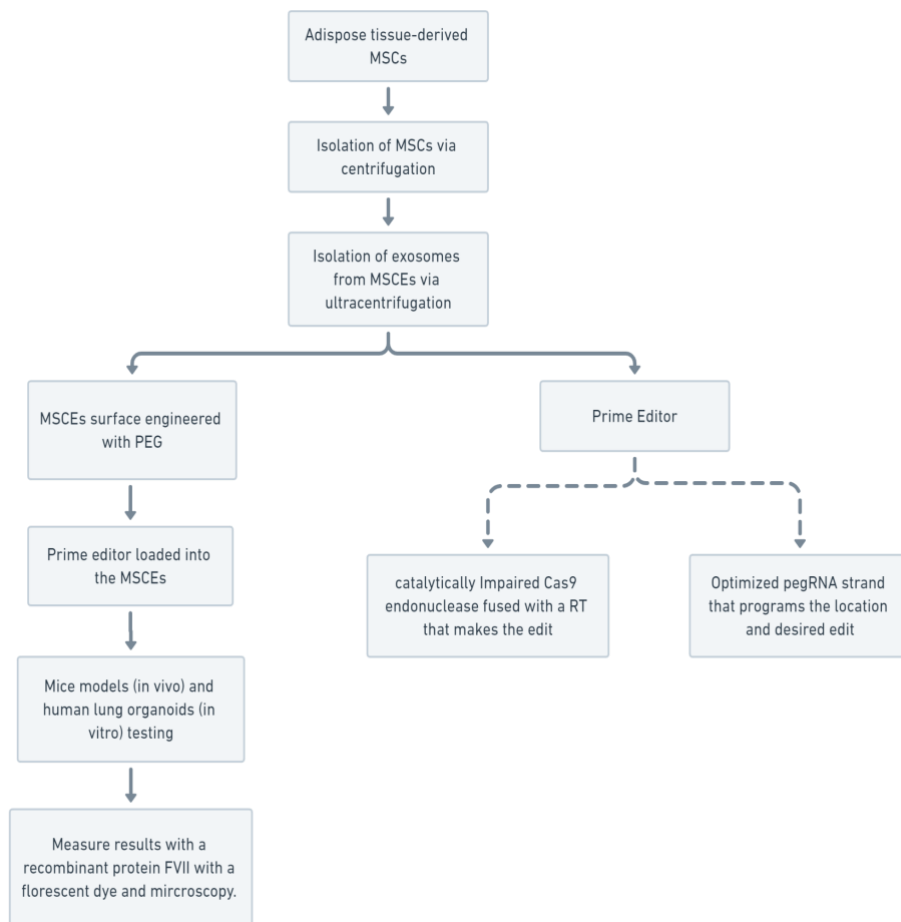 Adispose tissue-derived
MSCs
Isolation of MSCs via
centrifugation
Isolation of exosomes
from MSCEs via
ultracentrifugation
MSCEs surface engineered
with PEG
Prime Editor
Prime editor loaded into
the MSCEs
catalytically Impaired Cas9
endonuclease fused with a RT
that makes the edit
Optimized pegRNA strand
that programs the location
and desired edit
Mice models (in vivo) and
human lung organoids (in
vitro) testing
Measure results with a
recombinant protein FVII with a
florescent dye and mircroscopy.